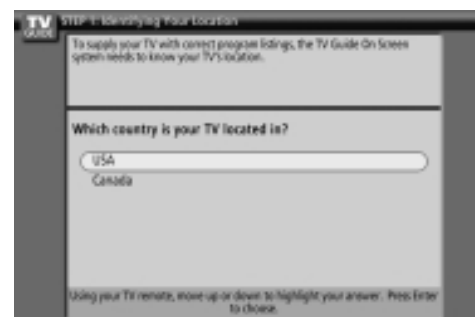 TV
GUIDE
STEP 1: Identifying Your Location
To supply your TV with correct program listings, the TV Guide On Screen
system needs to know your TV's location.
Which country is your TV located in?
USA
Canada
Using your TV remote, move up or down to highlight your answer. Press Enter
to choose.